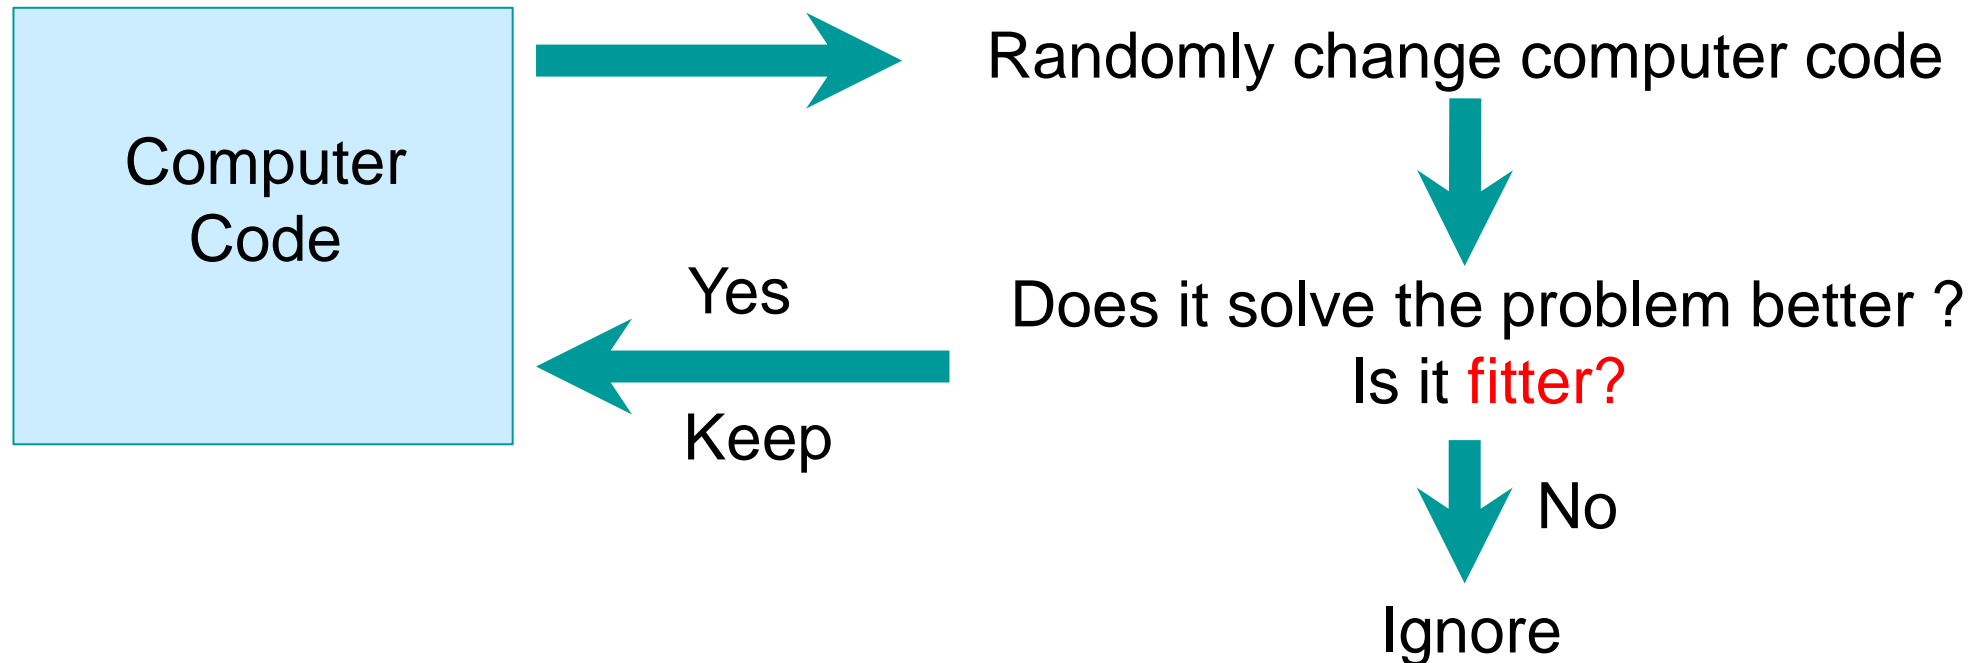 Computer
Code
Randomly change computer code
Does it solve the problem better ?
Is it fitter?
Yes
Keep
No
Ignore